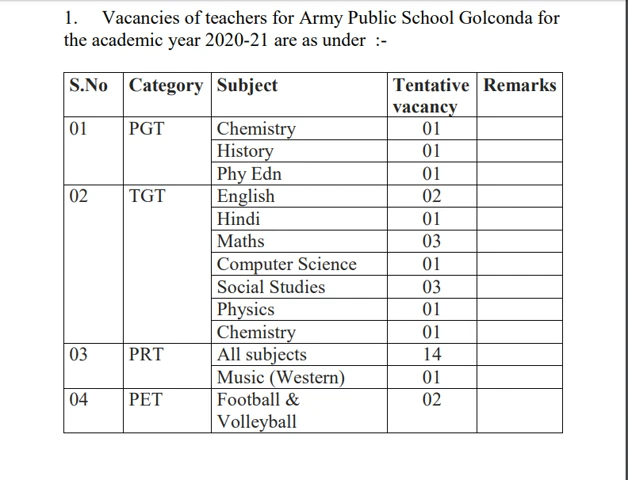 1. Vacancies of teachers for Army Public School Golconda for
the academic year 2020-21 are as under :-
S.No Category Subject Tentative vacancy Remarks
01 PGT Chemistry 01
History 01
Phy Edn 01
02 TGT English 02
Hindi 01
Maths 03
Computer Science 01
Social Studies 03
Physics 01
Chemistry 01
03 PRT All subjects 14
Music (Western) 01
04 PET Football & 02
Volleyball